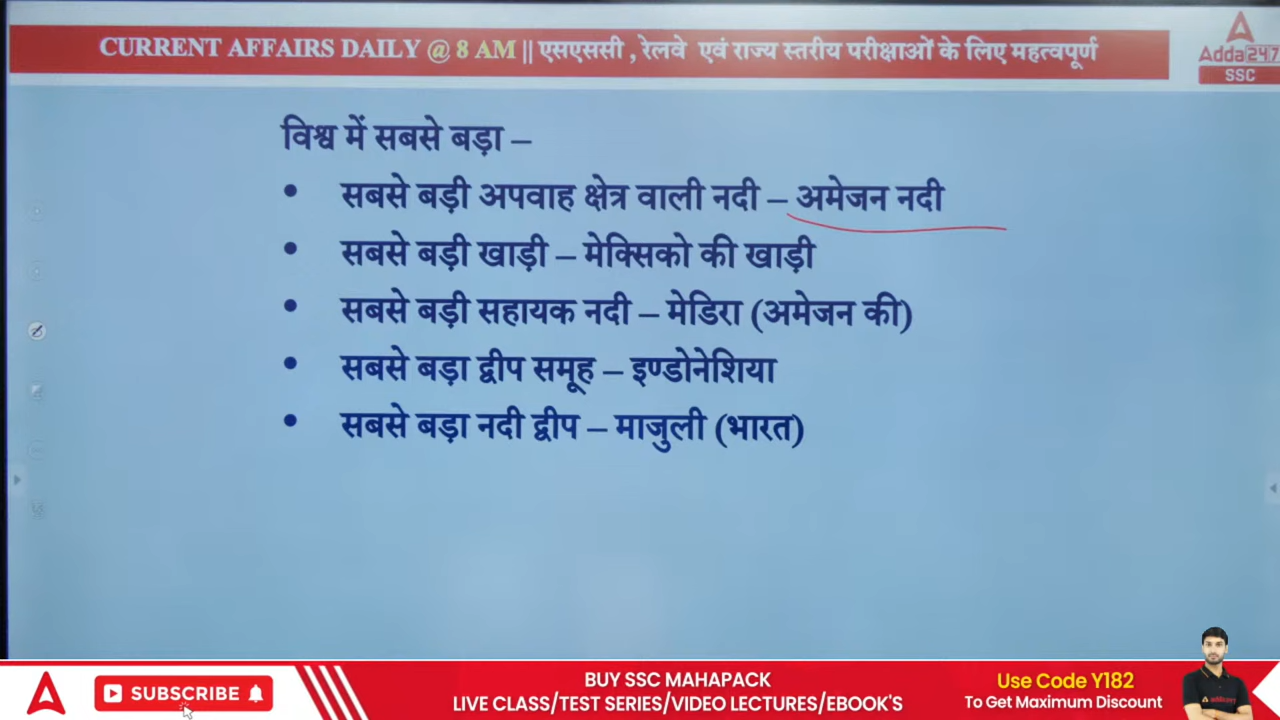 CURRENT AFFAIRS DAILY @ 8 AM || एसएससी , रेलवे एवं राज्य स्तरीय परीक्षाओं के लिए महत्वपूर्ण
Adda 24.7
SSC
विश्व में सबसे बड़ा –
• सबसे बड़ी अपवाह क्षेत्र वाली नदी – अमेजन नदी
• सबसे बड़ी खाड़ी – मेक्सिको की खाड़ी
• सबसे बड़ी सहायक नदी – मेडिरा (अमेजन की)
• सबसे बड़ा द्वीप समूह – इण्डोनेशिया
• सबसे बड़ा नदी द्वीप – माजुली (भारत)
SUBSCRIBE
BUY SSC MAHAPACK
LIVE CLASS/TEST SERIES/VIDEO LECTURES/EBOOK'S
Use Code Y182
To Get Maximum Discount